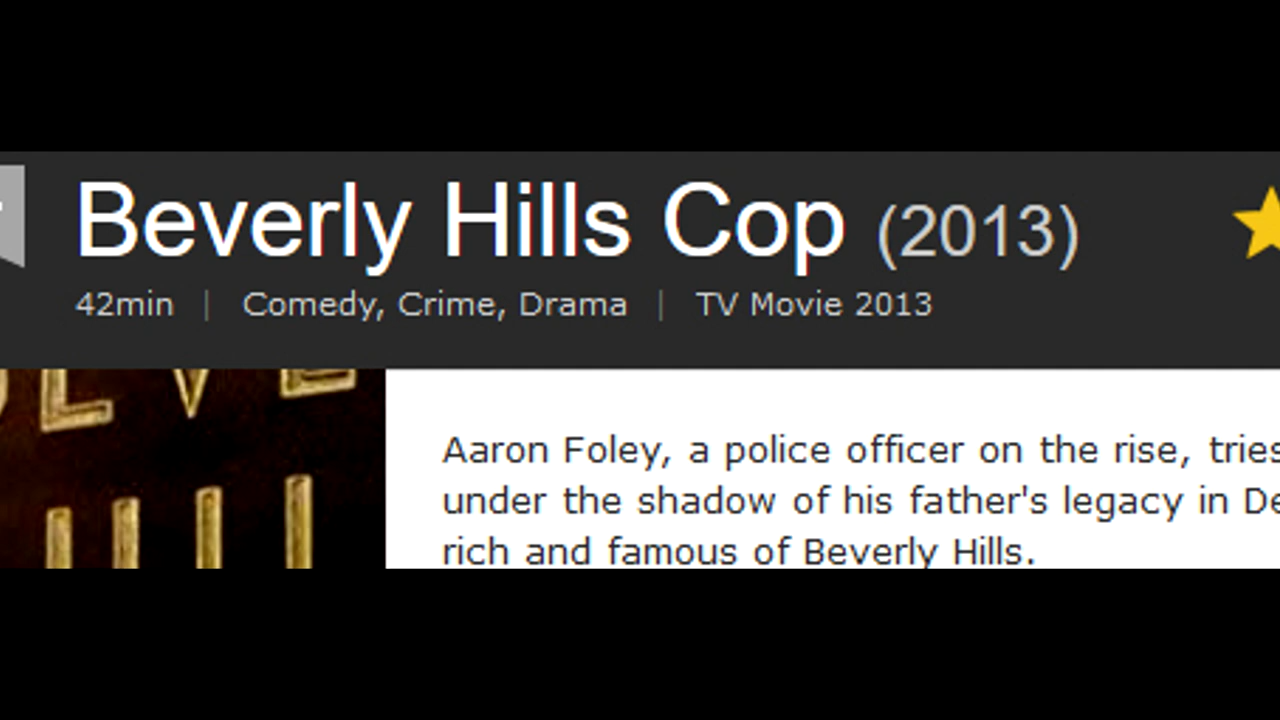 Beverly Hills Cop (2013)
42min | Comedy, Crime, Drama | TV Movie 2013
Aaron Foley, a police officer on the rise, tries
under the shadow of his father's legacy in De
rich and famous of Beverly Hills.